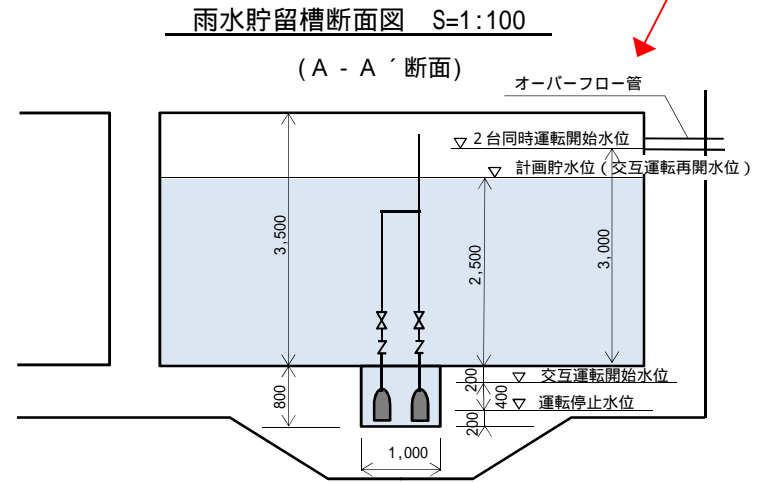 雨水貯留槽断面図 S=1:100
(A-A´断面)
オーバーフロー管
2台同時運転開始水位
計画貯水位(交互運転再開水位)
3,500
2,500
3,000
200
交互運転開始水位
400
運転停止水位
800
200
1,000